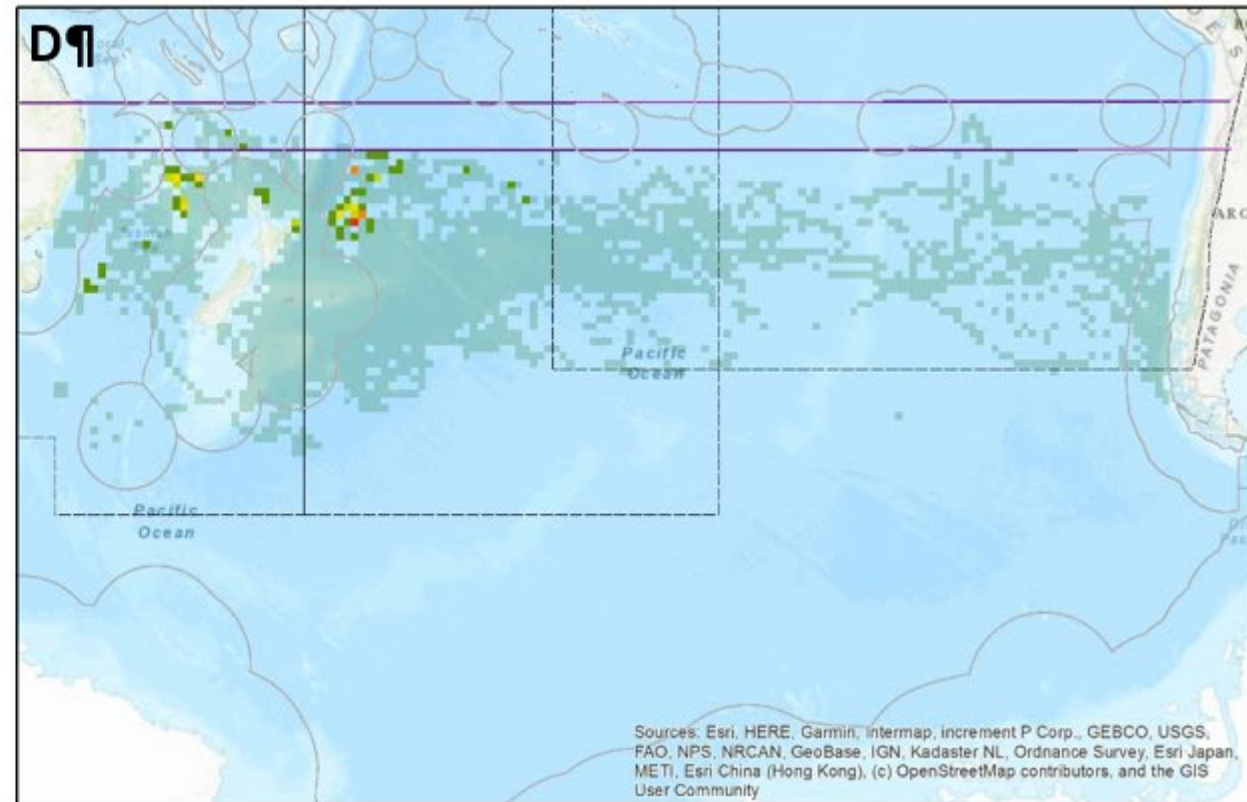 D¶
Pacific
Ocean
Pacific
Ocean
PATAGONIA
Sources: Esri, HERE, Garmin, Intermap, increment P Corp., GEBCO, USGS,
FAO, NPS, NRCAN, GeoBase, IGN, Kadaster NL, Ordnance Survey, Esri Japan,
METI, Esri China (Hong Kong), (c) OpenStreetMap contributors, and the GIS
User Community